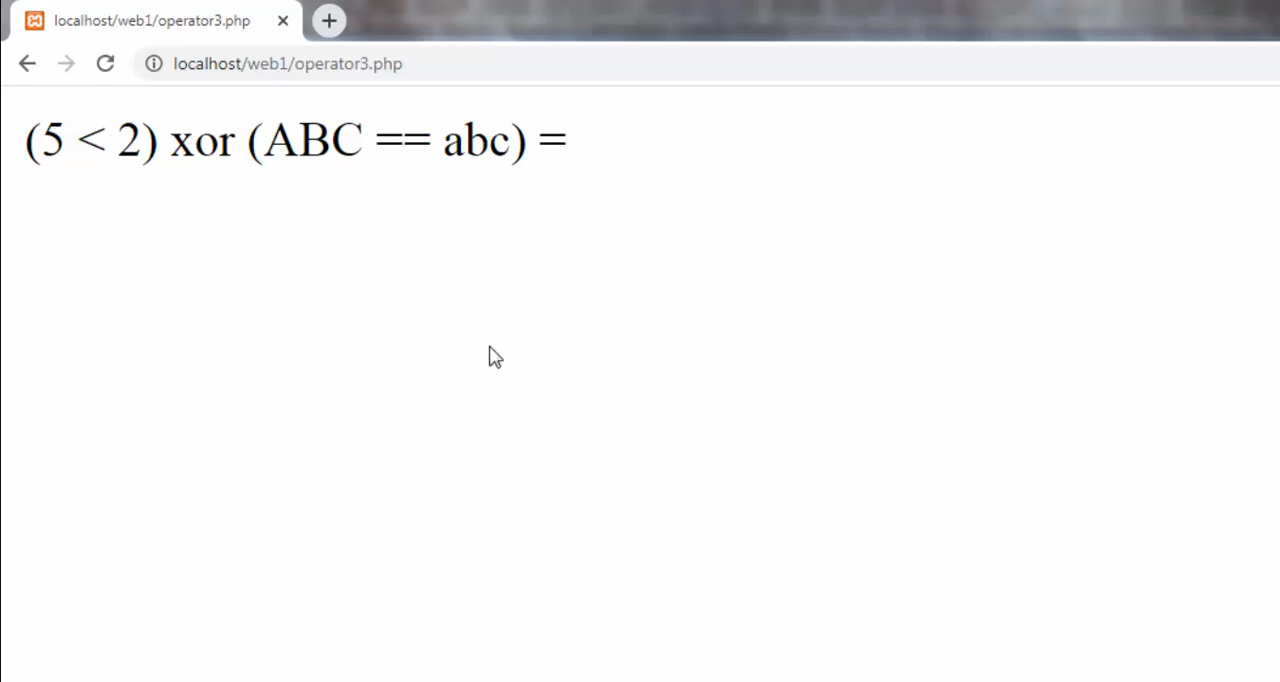 localhost/web1/operator3.php
localhost/web1/operator3.php
(5 < 2) xor (ABC == abc) =